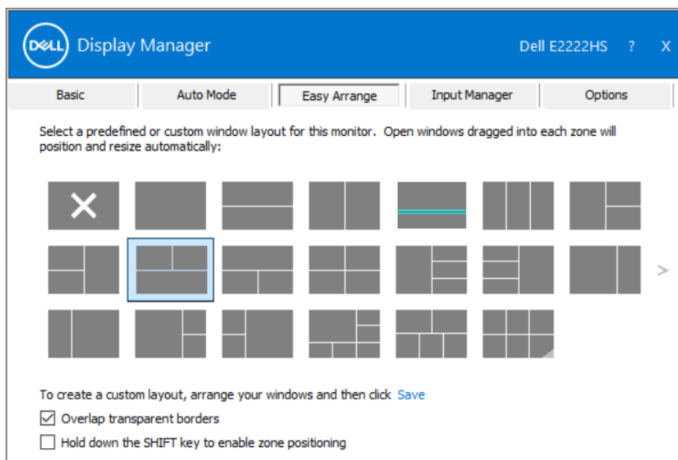 DELL Display Manager Dell E2222HS ? X
Basic Auto Mode Easy Arrange Input Manager Options
Select a predefined or custom window layout for this monitor. Open windows dragged into each zone will
position and resize automatically:
>
To create a custom layout, arrange your windows and then click Save
Overlap transparent borders
Hold down the SHIFT key to enable zone positioning